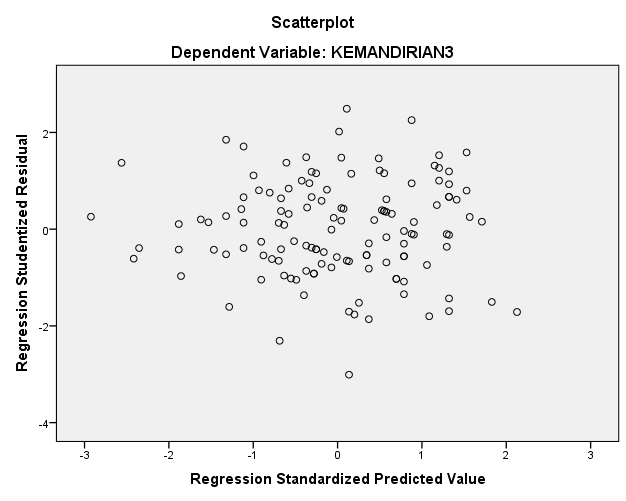 Scatterplot
Dependent Variable: KEMANDIRIAN3
Regression Studentized Residual
2
0
-2
-4
-3
-2
-1
0
1
2
3
Regression Standardized Predicted Value